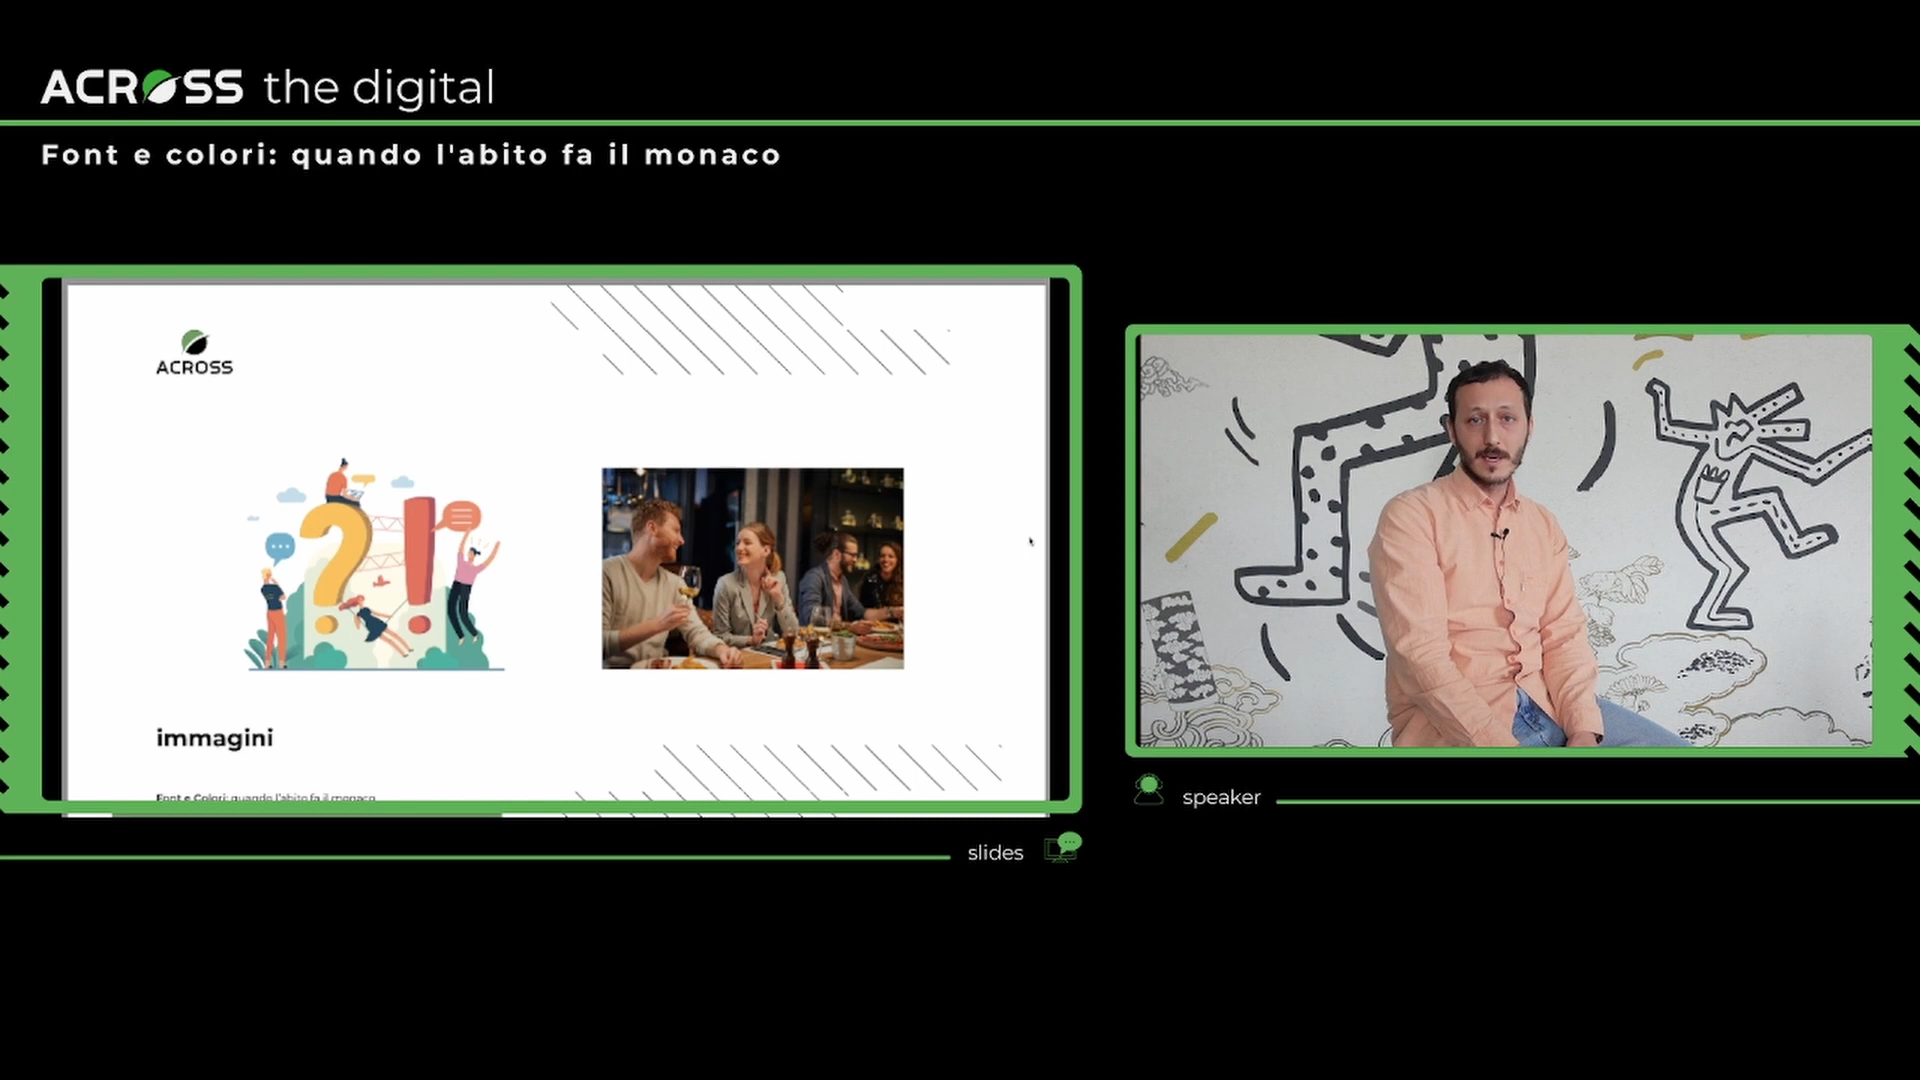 ACROSS the digital
Font e colori: quando l'abito fa il monaco
ACROSS
?!
immagini
Font e Colori: quando l'abito fa il monaco
slides
speaker